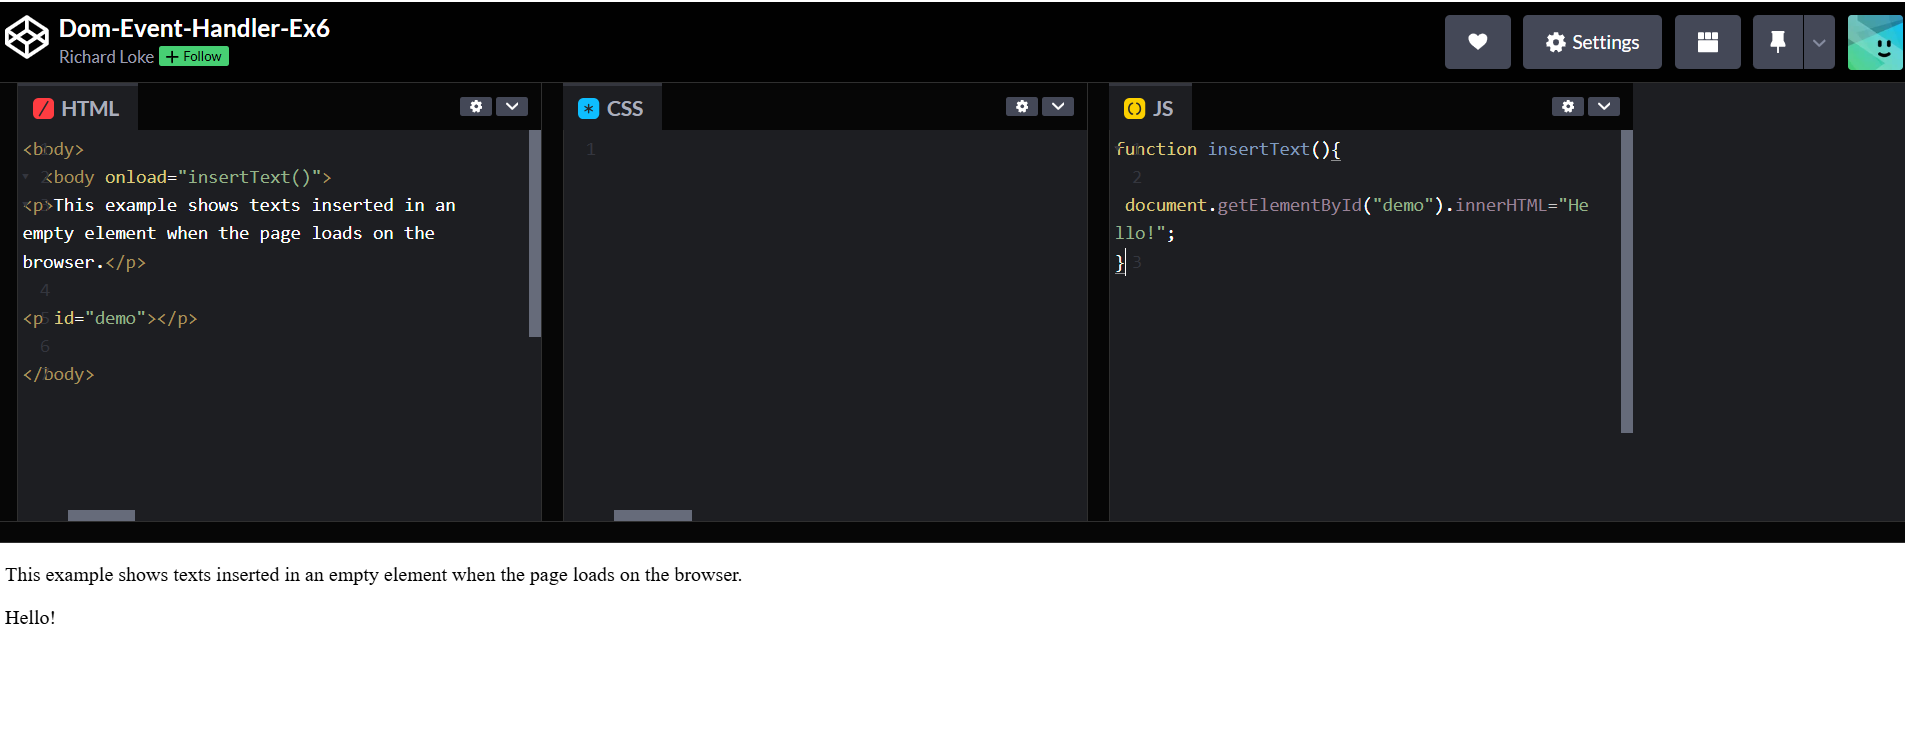 Dom-Event-Handler-Ex6
Richard Loke + Follow
Settings
HTML
<body>
<body onload="insertText()">
<p>This example shows texts inserted in an
empty element when the page loads on the
browser.</p>
4
<p id="demo"></p>
6
</body>
CSS
1
JS
function insertText(){
2
document.getElementById("demo").innerHTML="He
llo!";
}
3
This example shows texts inserted in an empty element when the page loads on the browser.
Hello!